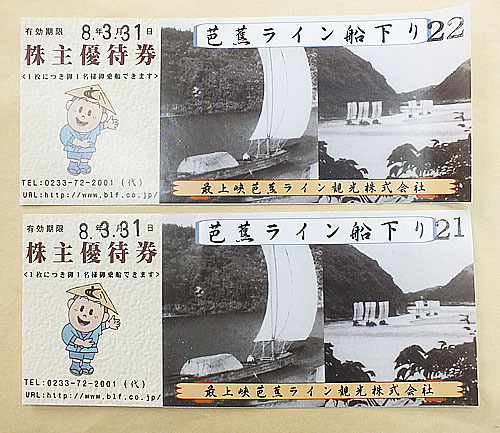 有効期限 8年3月31日
株主優待券
<1枚につき御1名様御乗船できます>
TEL:0233-72-2001(代)
URL:http://www.blf.co.jp/
芭蕉ライン船下り
22
最上峡芭蕉ライン観光株式会社
有効期限 8年3月31日
株主優待券
<1枚につき御1名様御乗船できます>
TEL:0233-72-2001(代)
URL:http://www.blf.co.jp/
芭蕉ライン船下り
21
最上峡芭蕉ライン観光株式会社